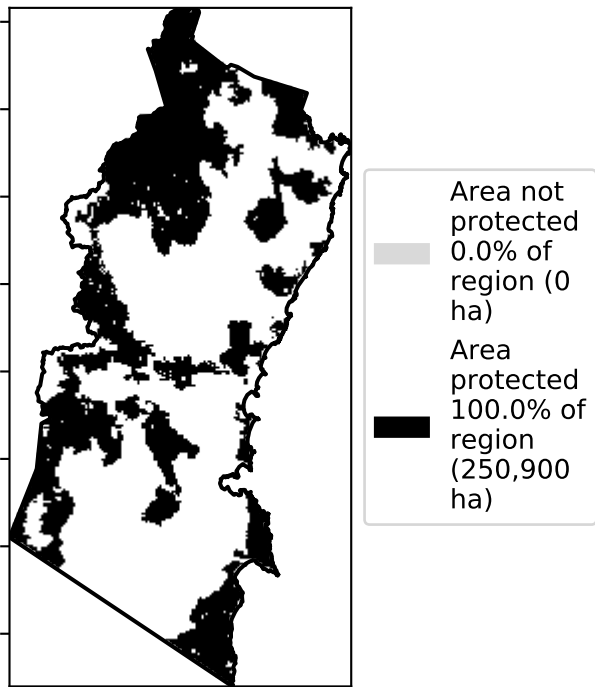 Area not
protected
0.0% of
region (0
ha)
Area
protected
100.0% of
region
(250,900
ha)